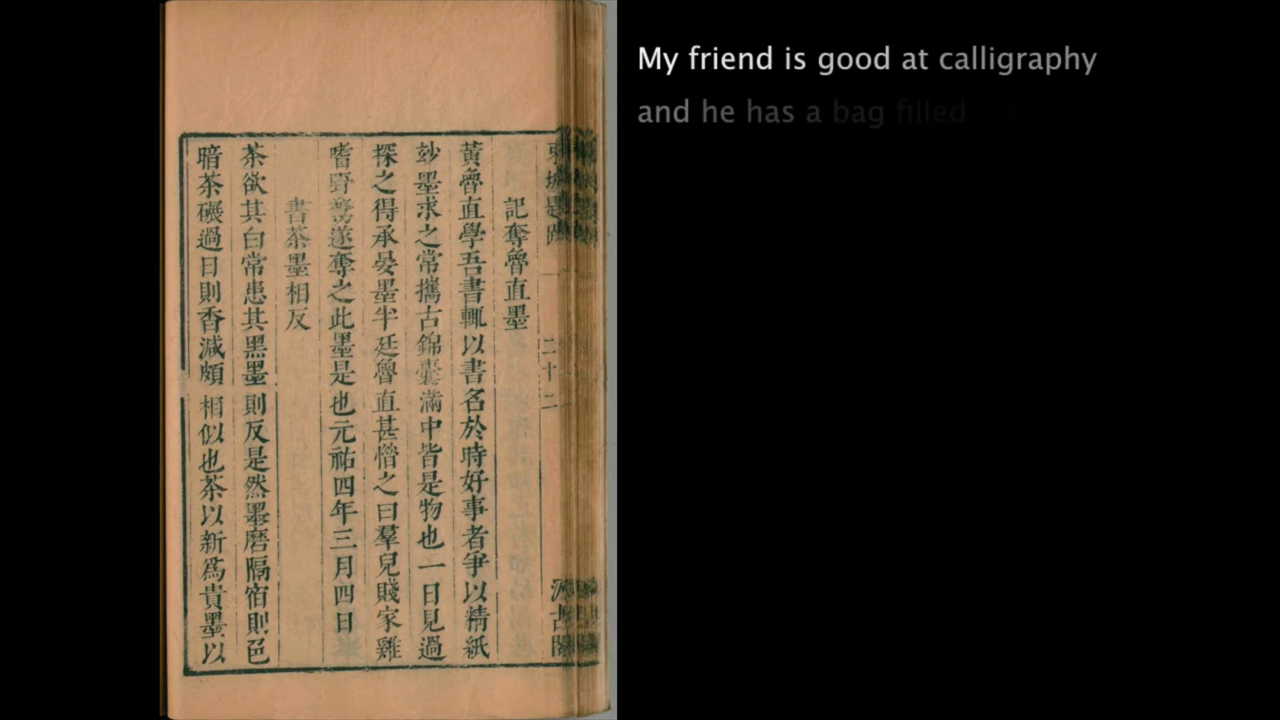 二十二
記奪魯直墨
黃魯直學吾書輒以書名於時好事者爭以精紙
玅墨求之常攜古錦囊滿中皆是物也一日見過
探之得承晏墨半廷魯直甚憯之曰羣兒賤家雞
嗜野鶩遂奪之此墨是也元祐四年三月四日
書茶墨相反
茶欲其白常患其黑墨則反是然墨磨隔宿則色
暗茶碾過日則香減頗相似也茶以新爲貴墨以
My friend is good at calligraphy
and he has a bag filled